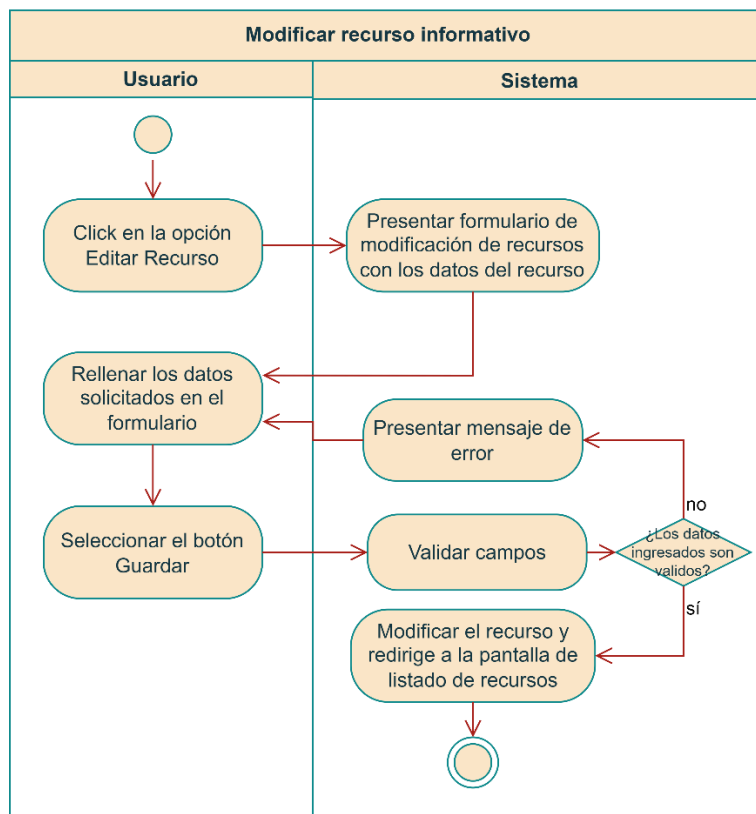 Modificar recurso informativo
Usuario
Sistema
Click en la opción
Editar Recurso
Presentar formulario de
modificación de recursos
con los datos del recurso
Rellenar los datos
solicitados en el
formulario
Presentar mensaje de
error
no
Seleccionar el botón
Guardar
Validar campos
¿Los datos
ingresados son
validos?
sí
Modificar el recurso y
redirige a la pantalla de
listado de recursos